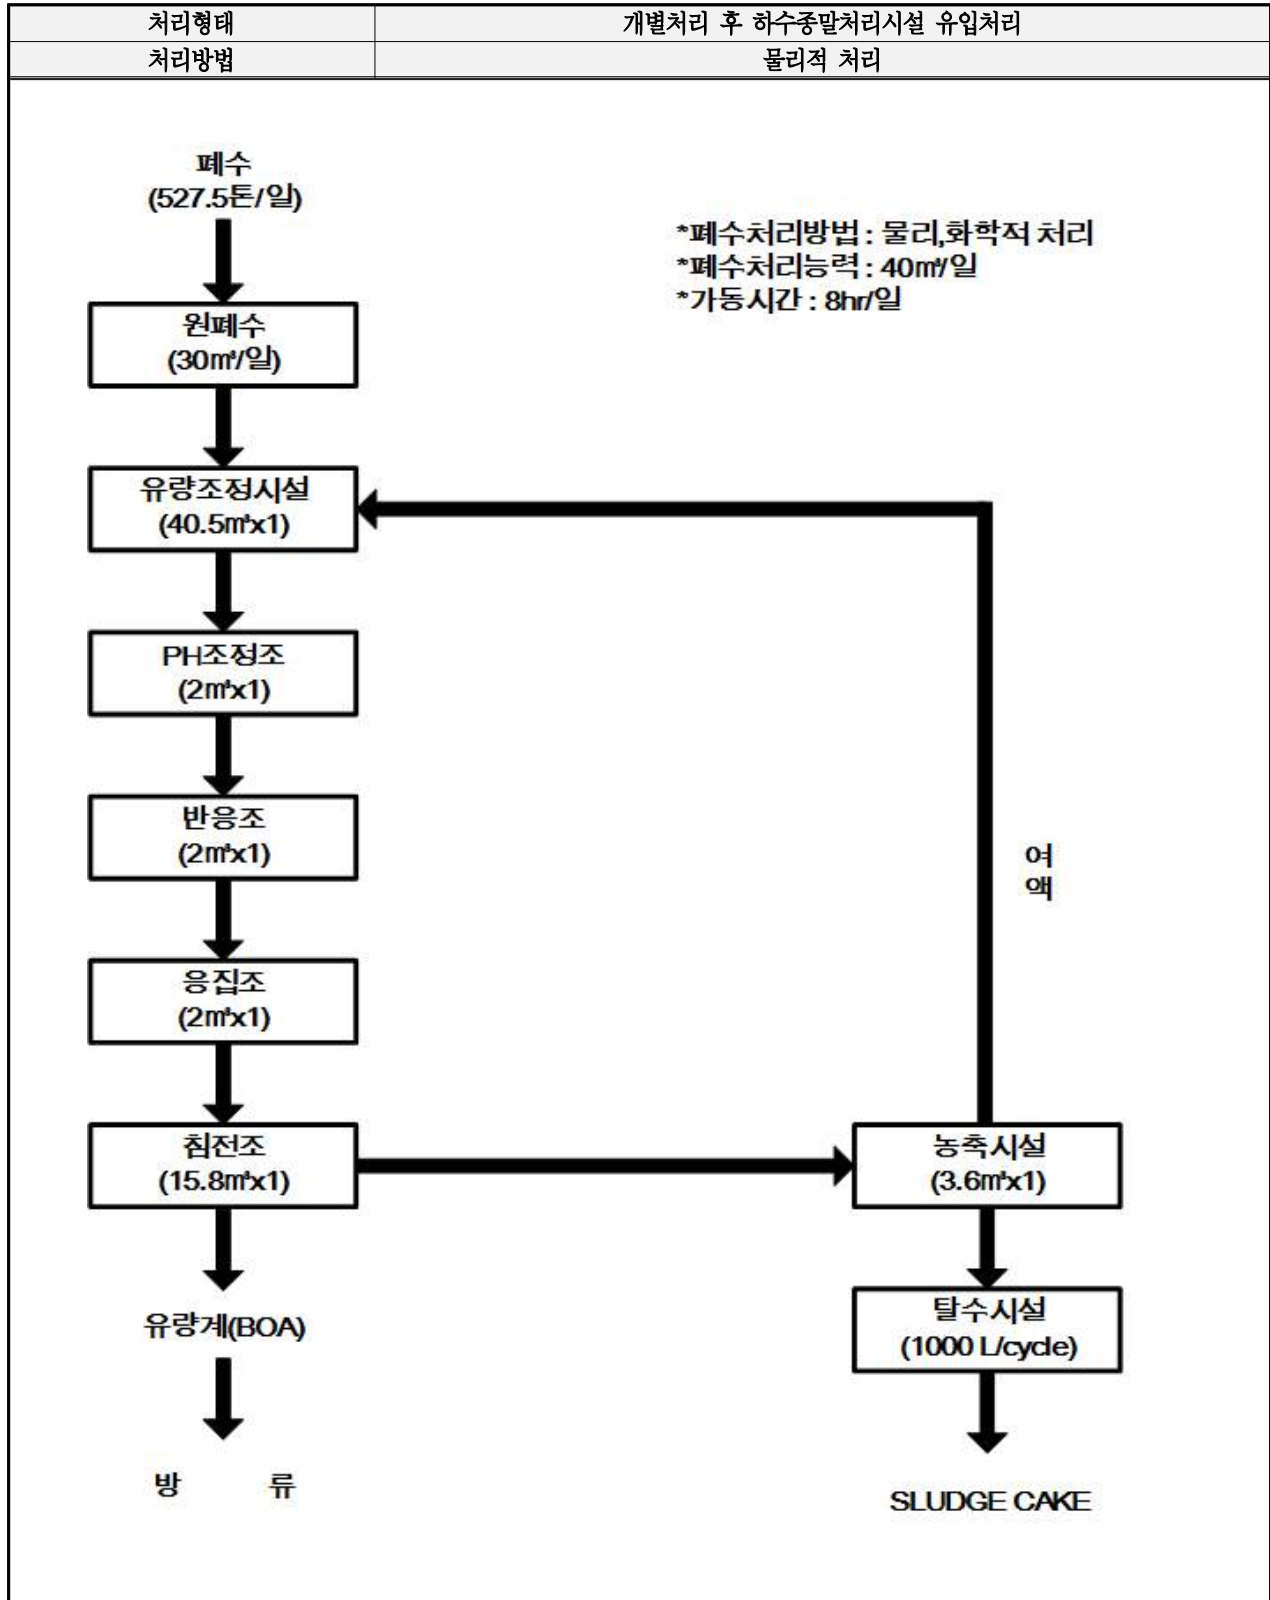 처리형태 개별처리 후 하수종말처리시설 유입처리
처리방법 물리적 처리
폐수
(527.5톤/일)
*폐수처리방법 : 물리,화학적 처리
*폐수처리능력 : 40㎥/일
*가동시간 : 8hr/일
원폐수
(30㎥/일)
유량조정시설
(40.5㎥x1)
PH조정조
(2㎥x1)
반응조
(2㎥x1)
여
액
응집조
(2㎥x1)
침전조
(15.8㎥x1)
농축시설
(3.6㎥x1)
유량계(BOA)
탈수시설
(1000 L/cycle)
방 류
SLUDGE CAKE